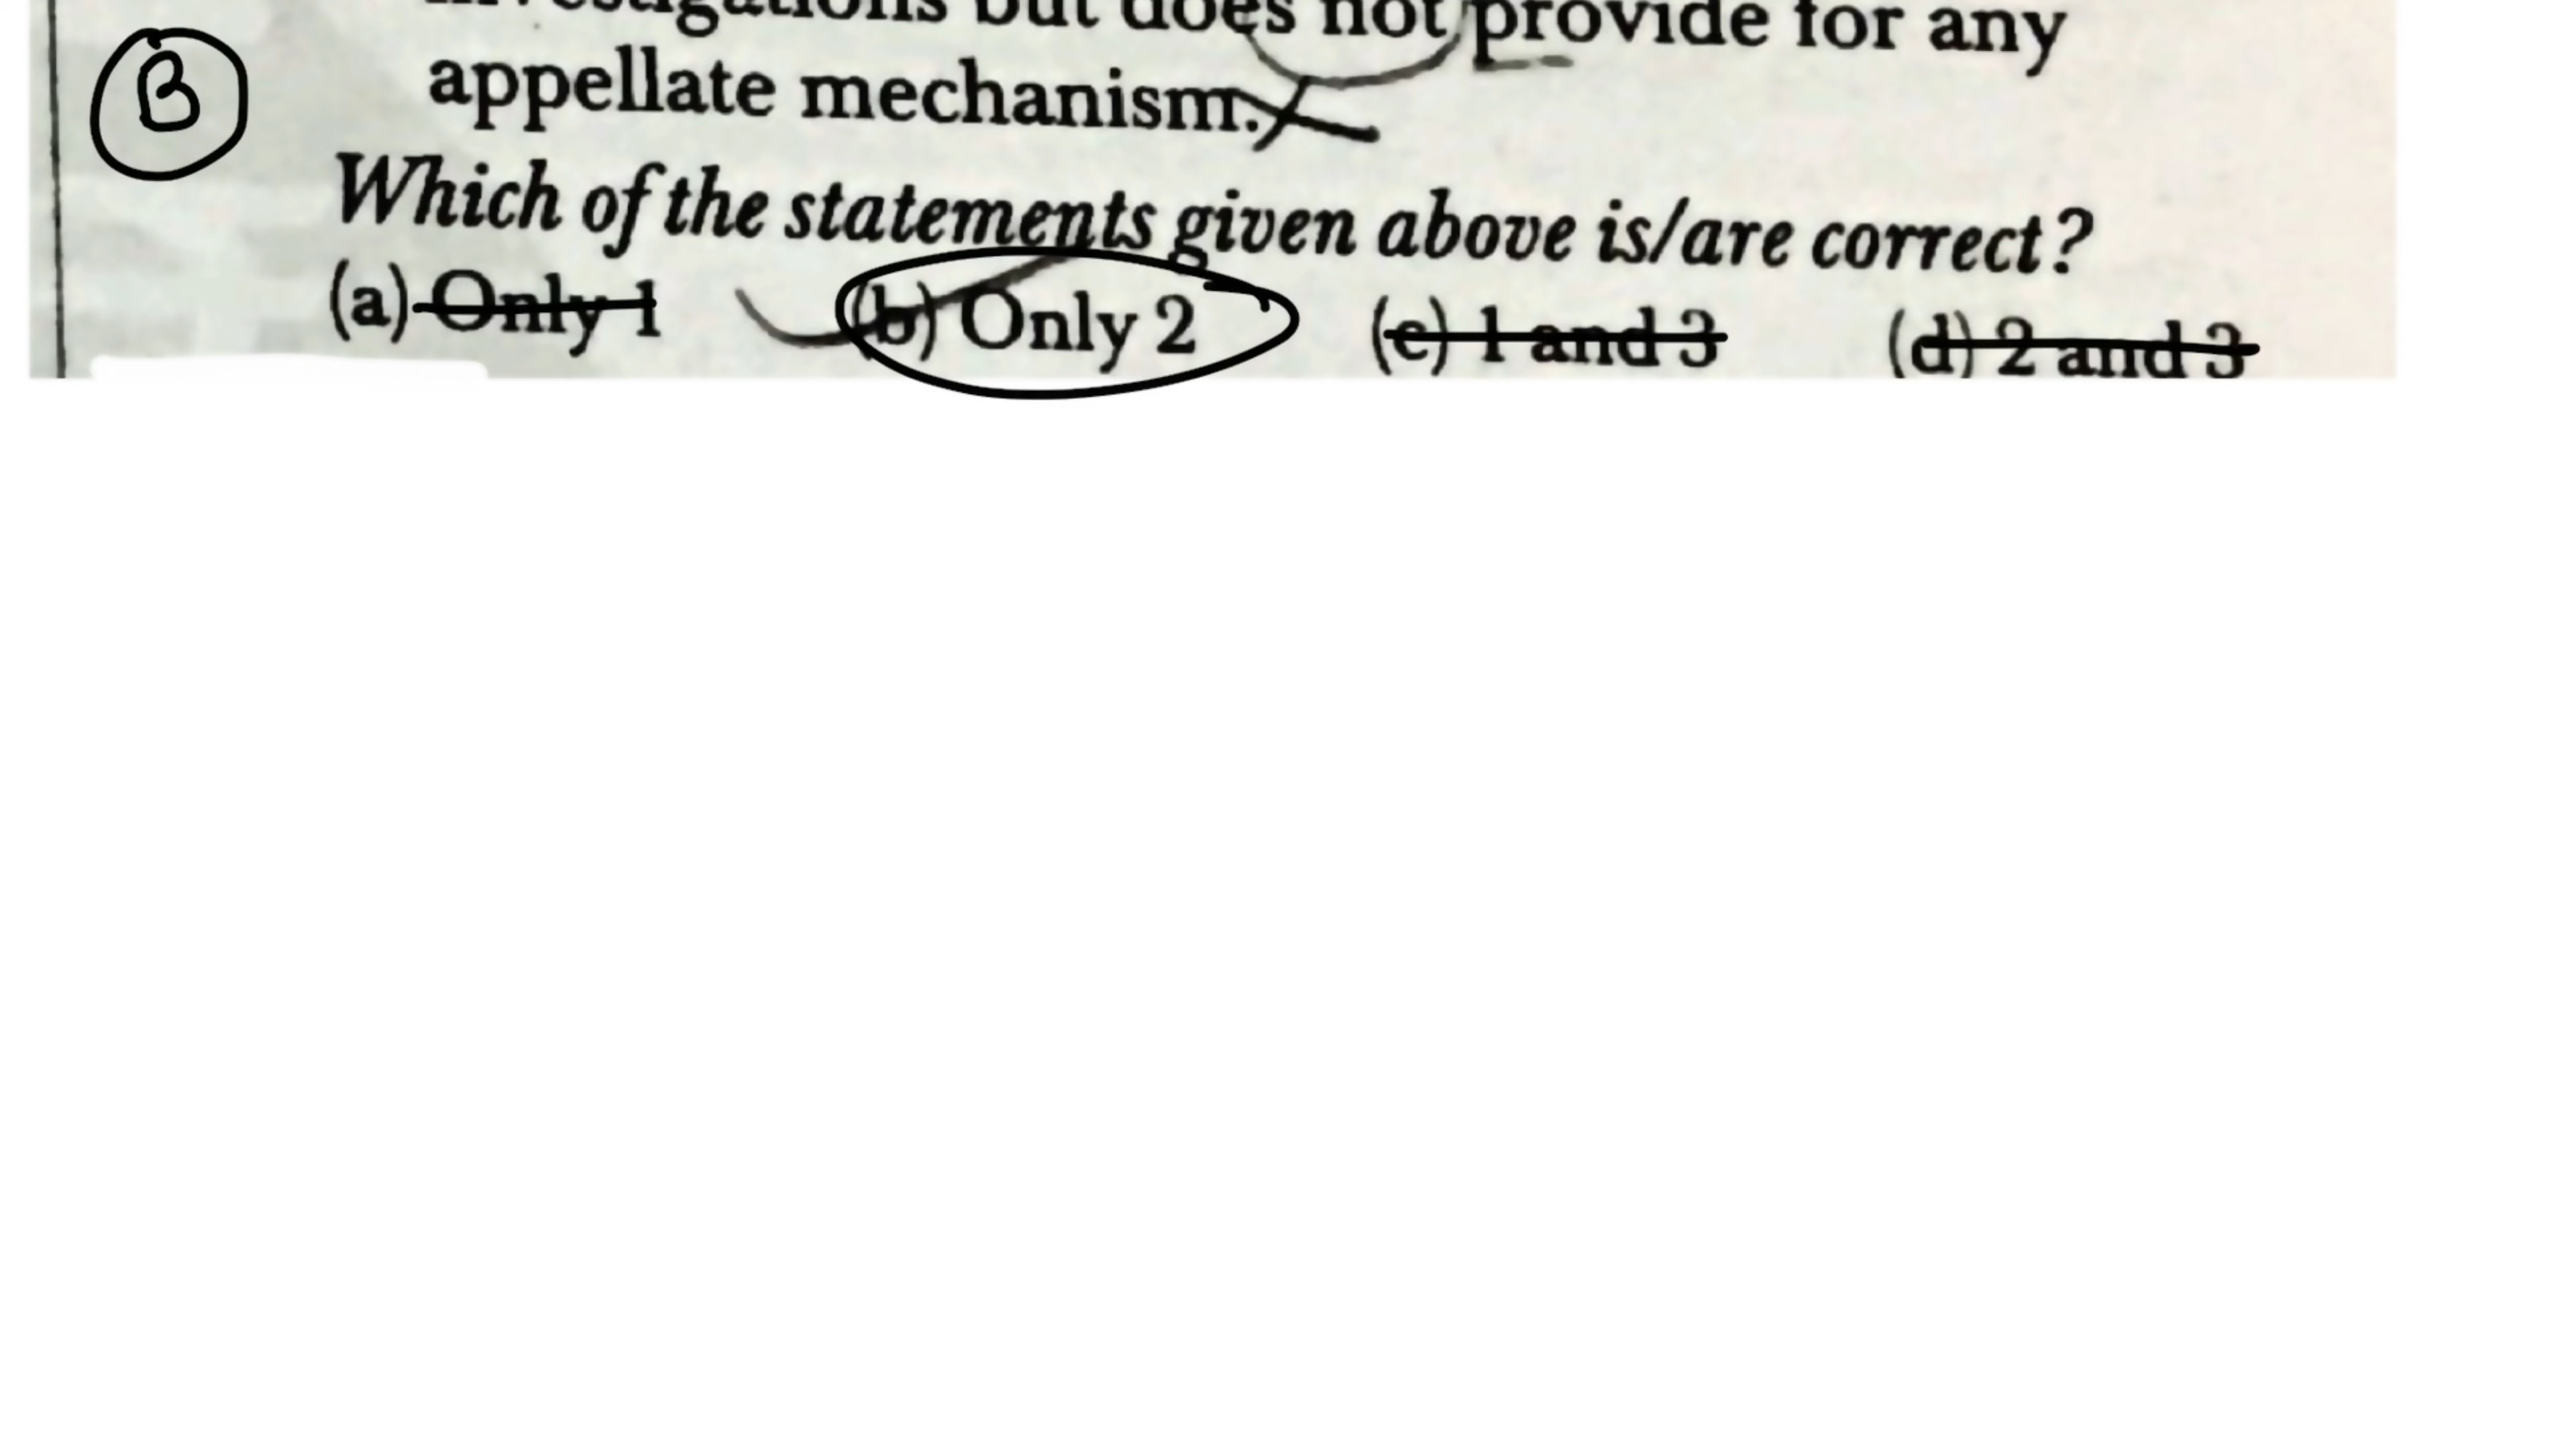 investigations but does not provide for any
B
appellate mechanism.
Which of the statements given above is/are correct?
(a) Only 1 (b) Only 2 (c) 1 and 3 (d) 2 and 3